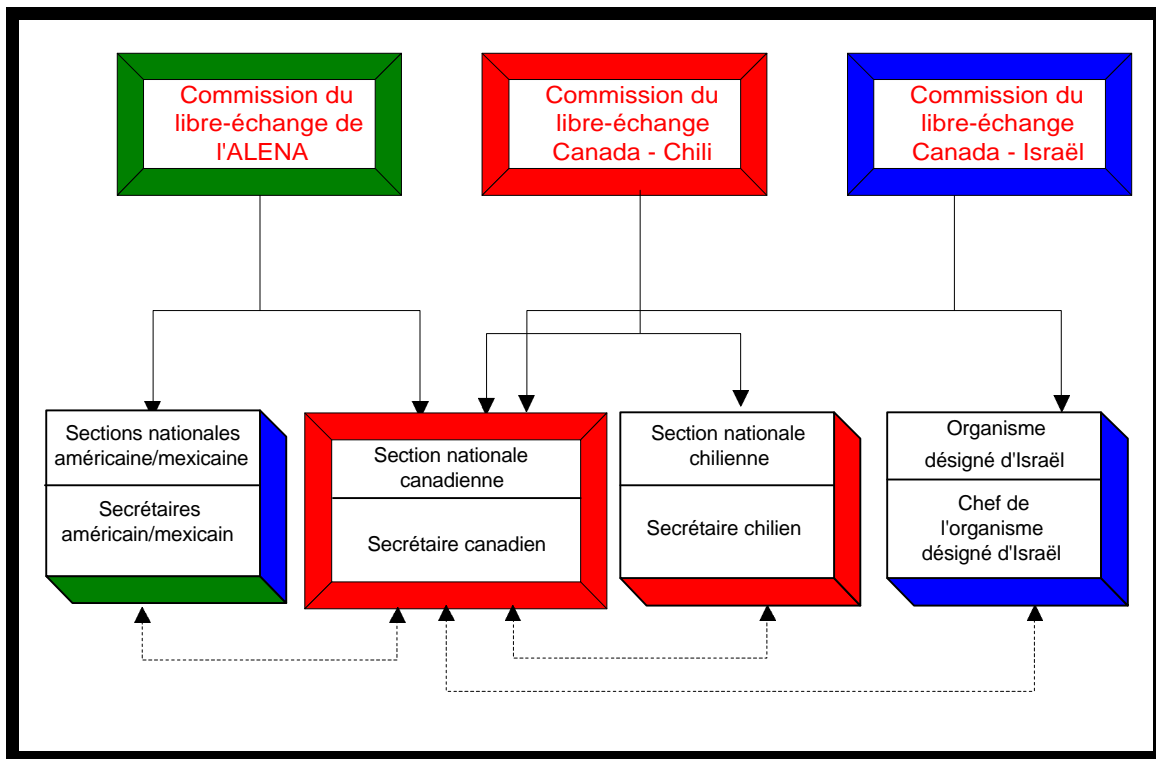 Commission du
libre-échange de
l'ALENA
Commission du
libre-échange
Canada - Chili
Commission du
libre-échange
Canada - Israël
Sections nationales
américaine/mexicaine
Secrétaires
américain/mexicain
Section nationale
canadienne
Secrétaire canadien
Section nationale
chilienne
Secrétaire chilien
Organisme
désigné d'Israël
Chef de
l'organisme
désigné d'Israël